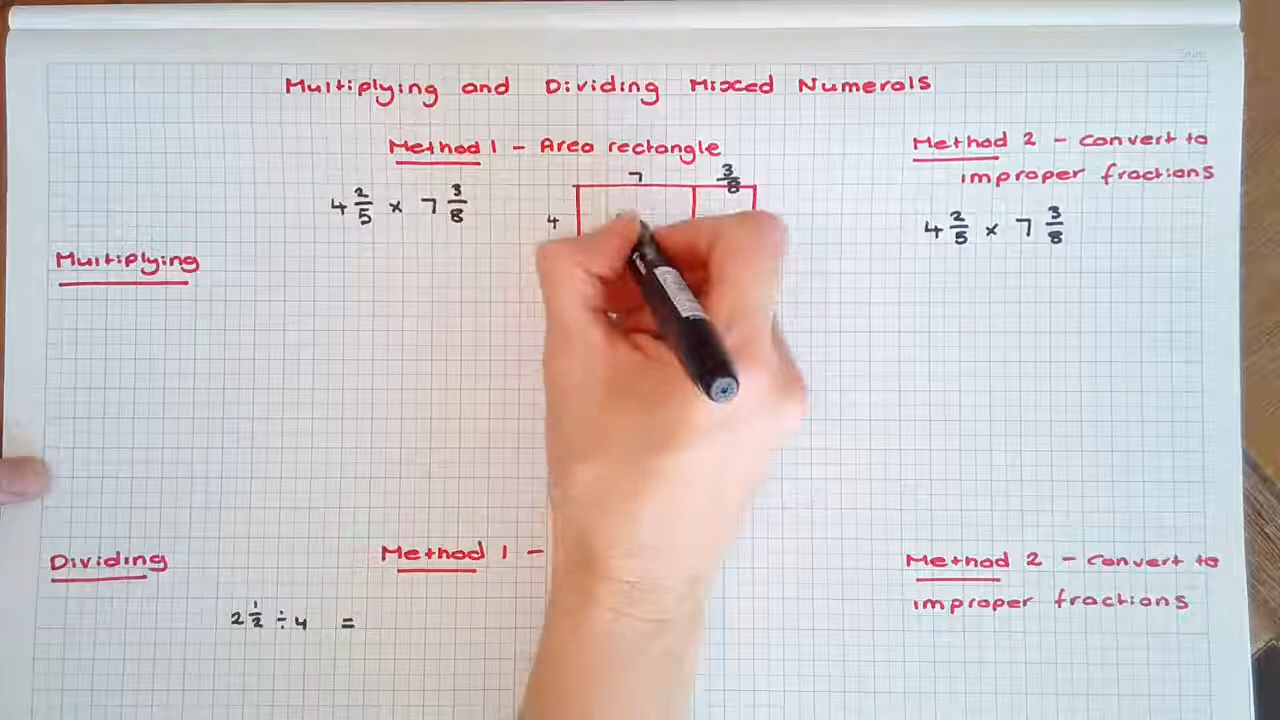 Multiplying and Dividing Mixed Numerals
Method 1 - Area rectangle
Method 2 - convert to
improper fractions
4 2/5 x 7 3/8
7 3/8
4
4 2/5 x 7 3/8
Multiplying
Dividing
Method 1 -
Method 2 - convert to
improper fractions
2 1/2 ÷ 4 =